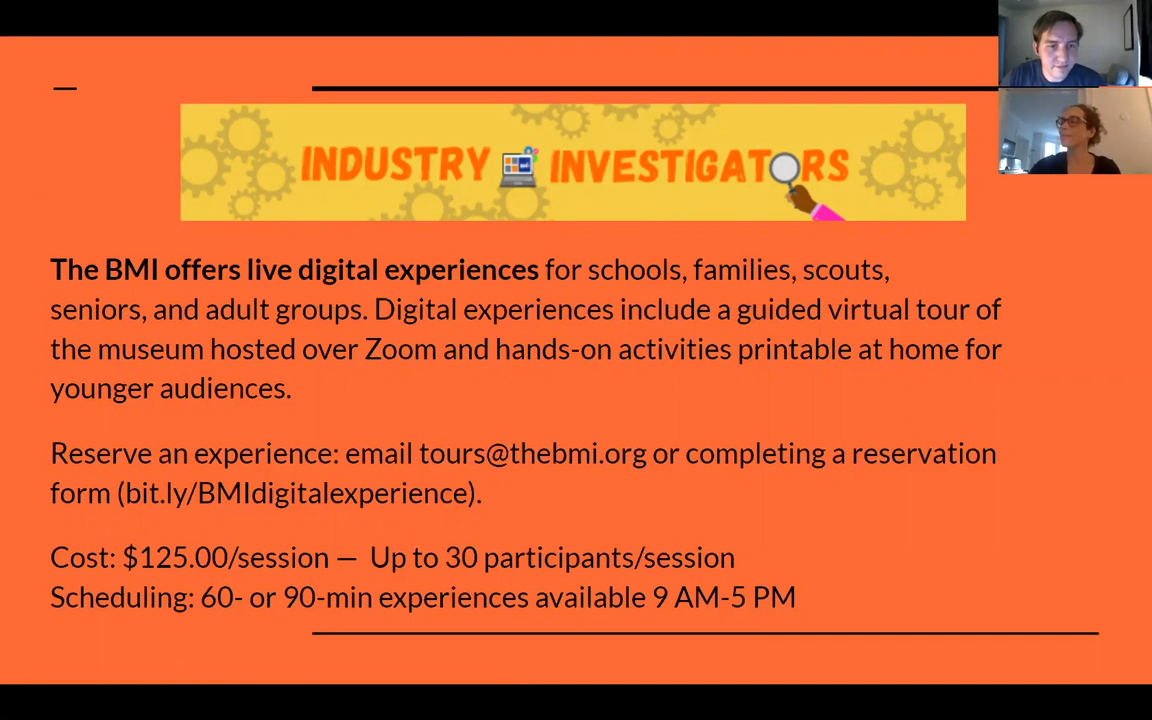 INDUSTRY INVESTIGATORS
The BMI offers live digital experiences for schools, families, scouts,
seniors, and adult groups. Digital experiences include a guided virtual tour of
the museum hosted over Zoom and hands-on activities printable at home for
younger audiences.
Reserve an experience: email tours@thebmi.org or completing a reservation
form (bit.ly/BMIdigitalexperience).
Cost: $125.00/session — Up to 30 participants/session
Scheduling: 60- or 90-min experiences available 9 AM-5 PM